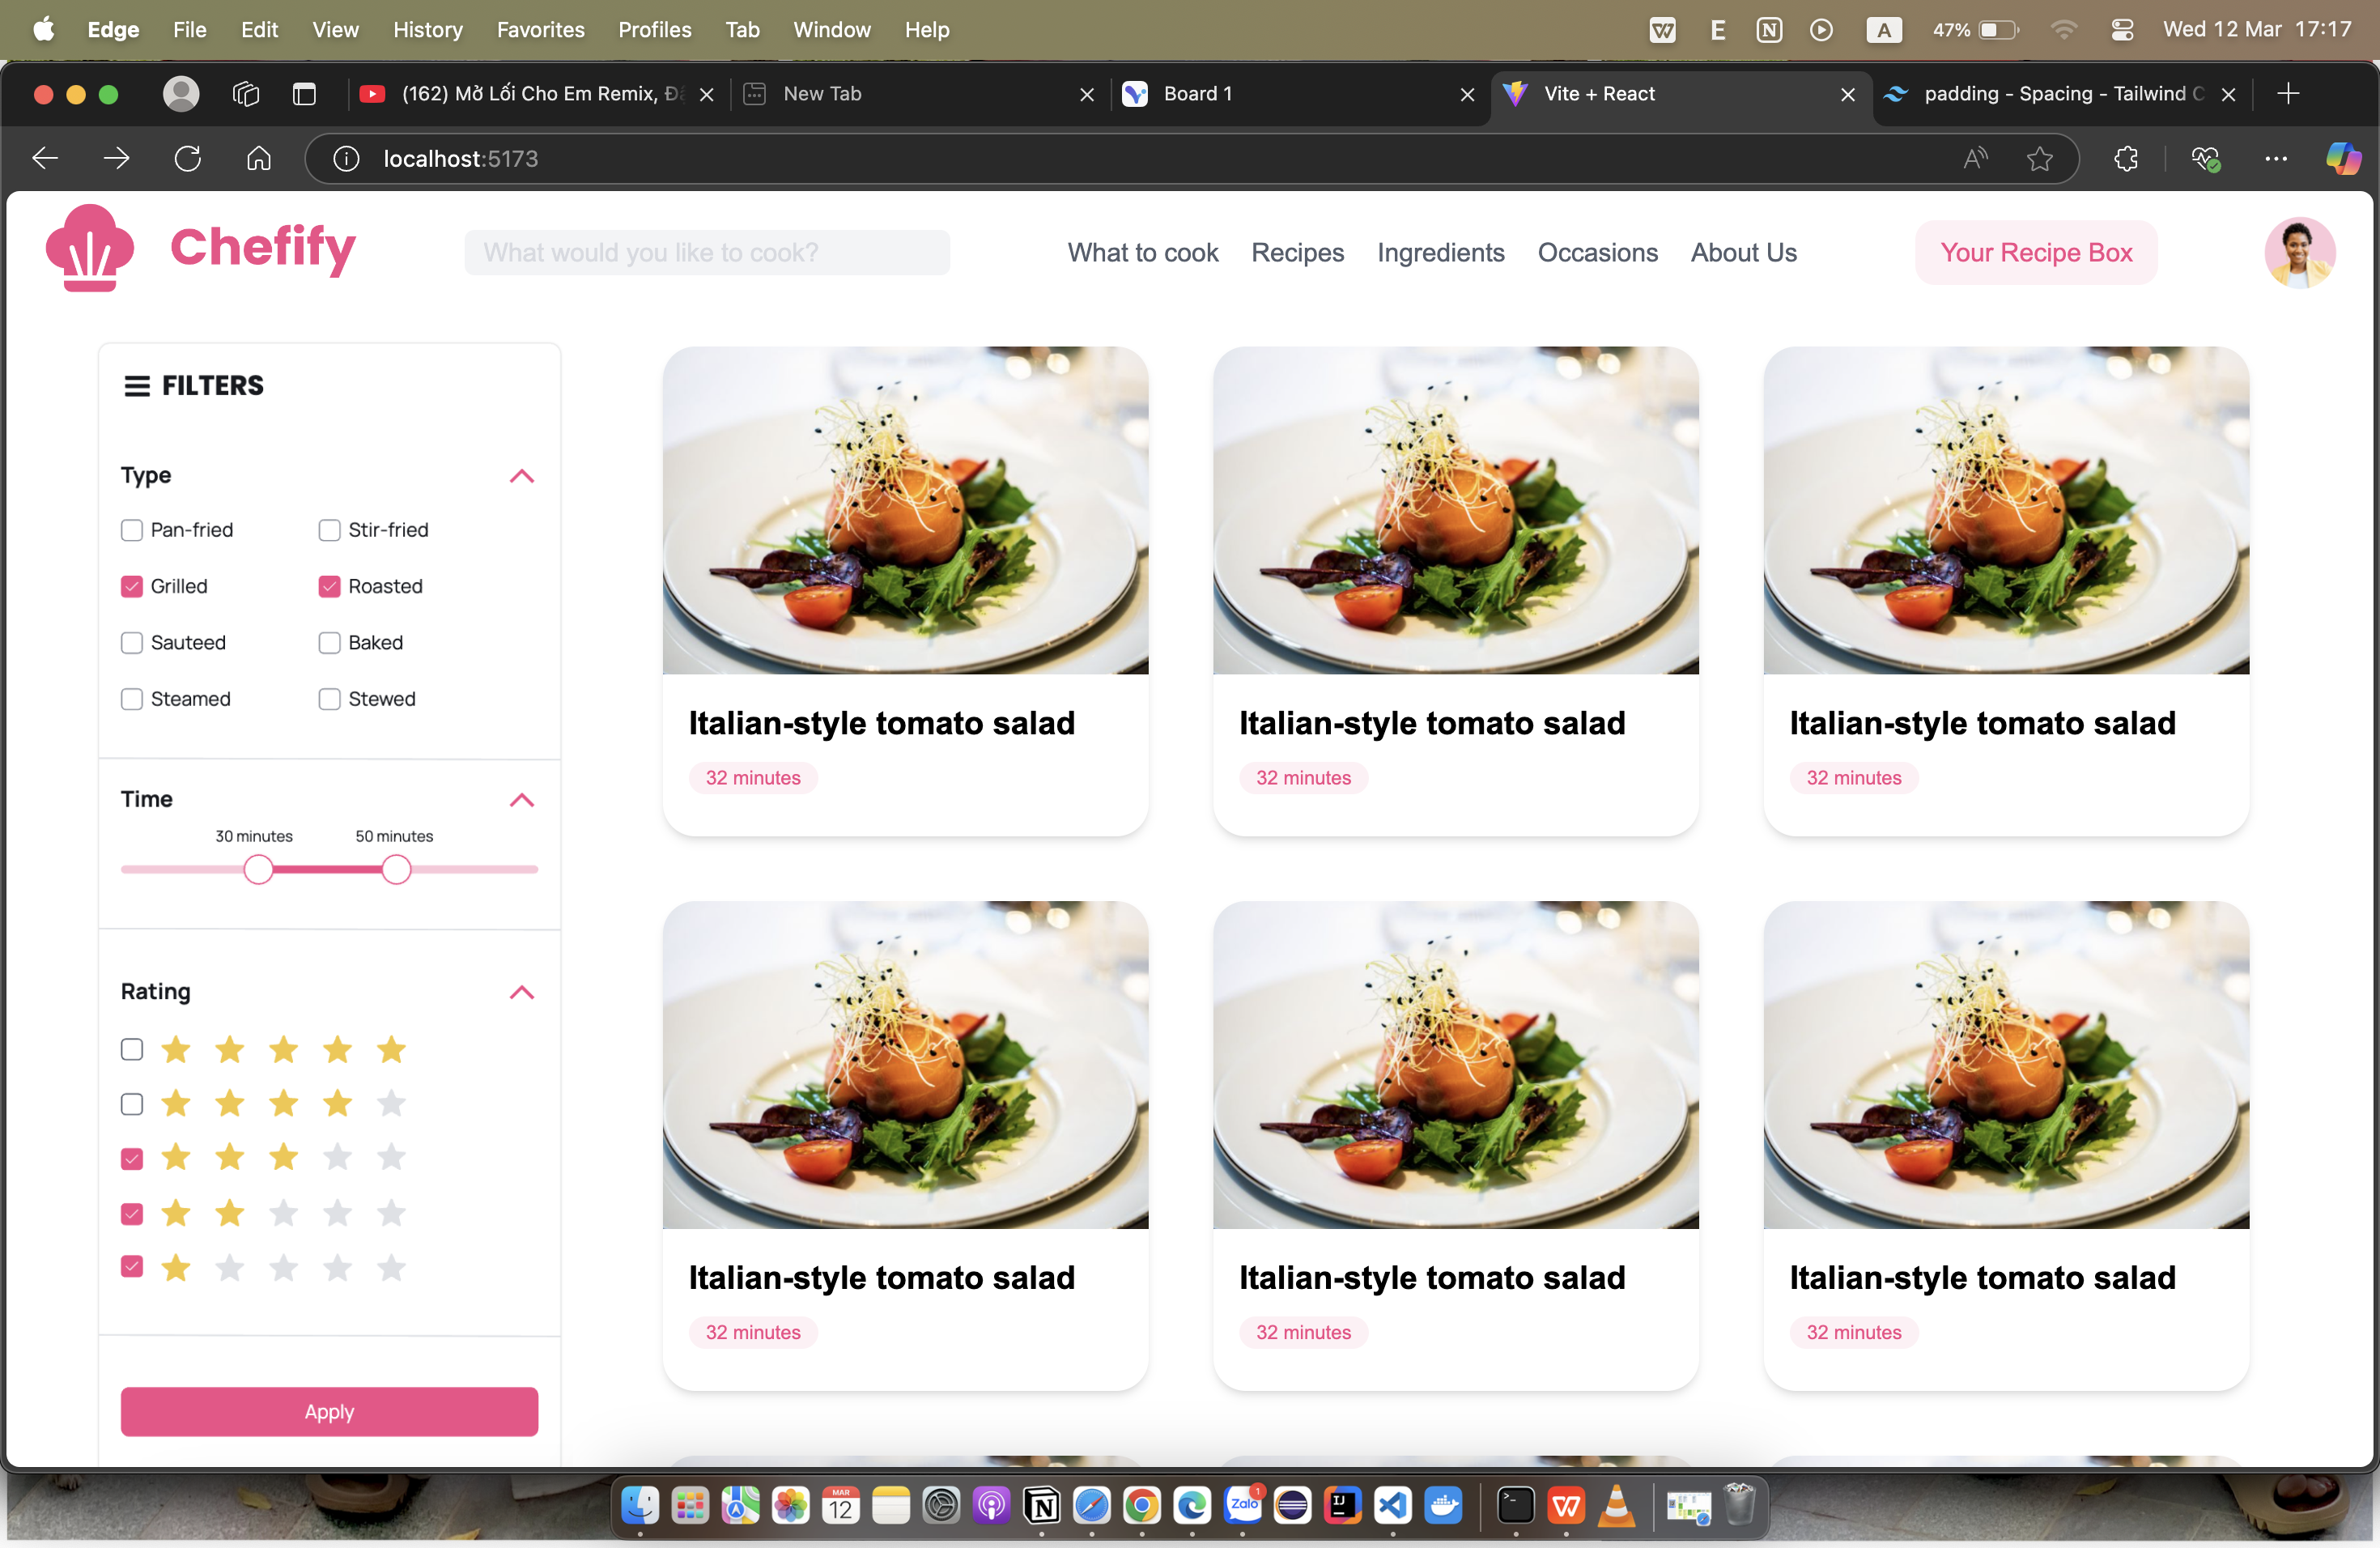 Edge File Edit View History Favorites Profiles Tab Window Help E N A 47% Wed 12 Mar 17:17
(162) Mở Lối Cho Em Remix, New Tab Board 1 Vite + React padding - Spacing - Tailwind
localhost:5173
Chefify What would you like to cook? What to cook Recipes Ingredients Occasions About Us Your Recipe Box
FILTERS
Type
Pan-fried Stir-fried
Grilled Roasted
Sauteed Baked
Steamed Stewed
Time
30 minutes 50 minutes
Rating
Apply
Italian-style tomato salad Italian-style tomato salad Italian-style tomato salad
32 minutes 32 minutes 32 minutes
Italian-style tomato salad Italian-style tomato salad Italian-style tomato salad
32 minutes 32 minutes 32 minutes
MAR
12
Zalo
1
IJ